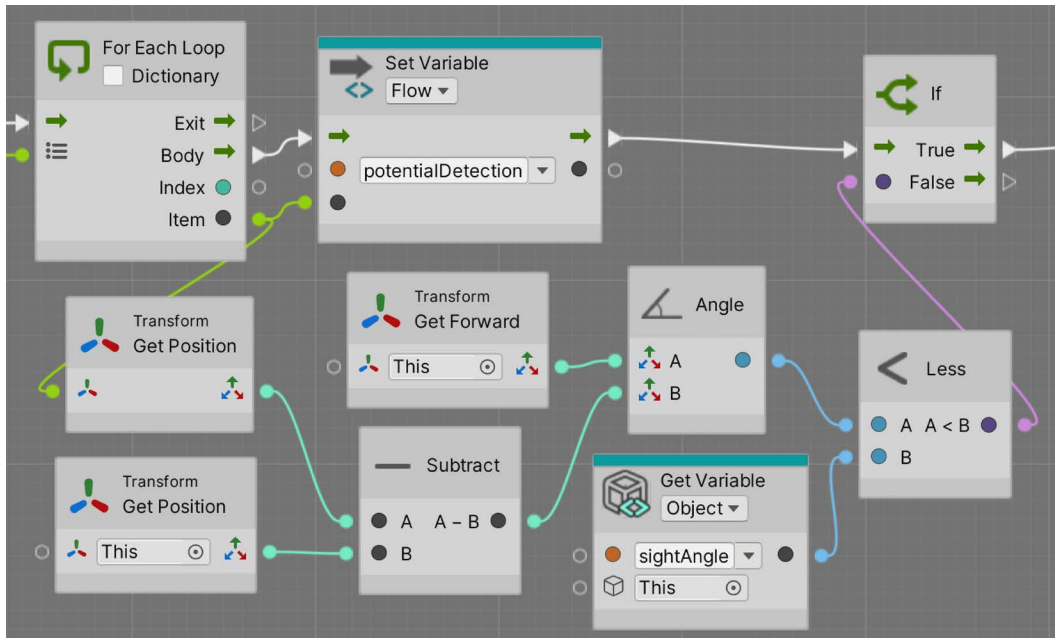 For Each Loop
Dictionary
Exit
Body
Index
Item
Set Variable
Flow
potentialDetection
If
True
False
Transform
Get Position
Transform
Get Forward
This
Angle
A
B
Less
A A < B
B
Transform
Get Position
This
Subtract
A A – B
B
Get Variable
Object
sightAngle
This